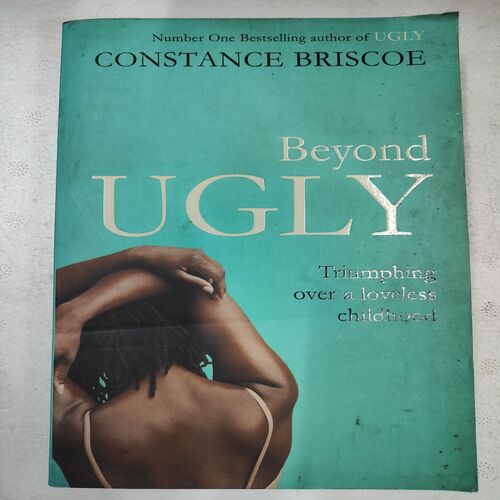 Number One Bestselling author of UGLY
CONSTANCE BRISCOE
Beyond
UGLY
Triumphing
over a loveless
childhood